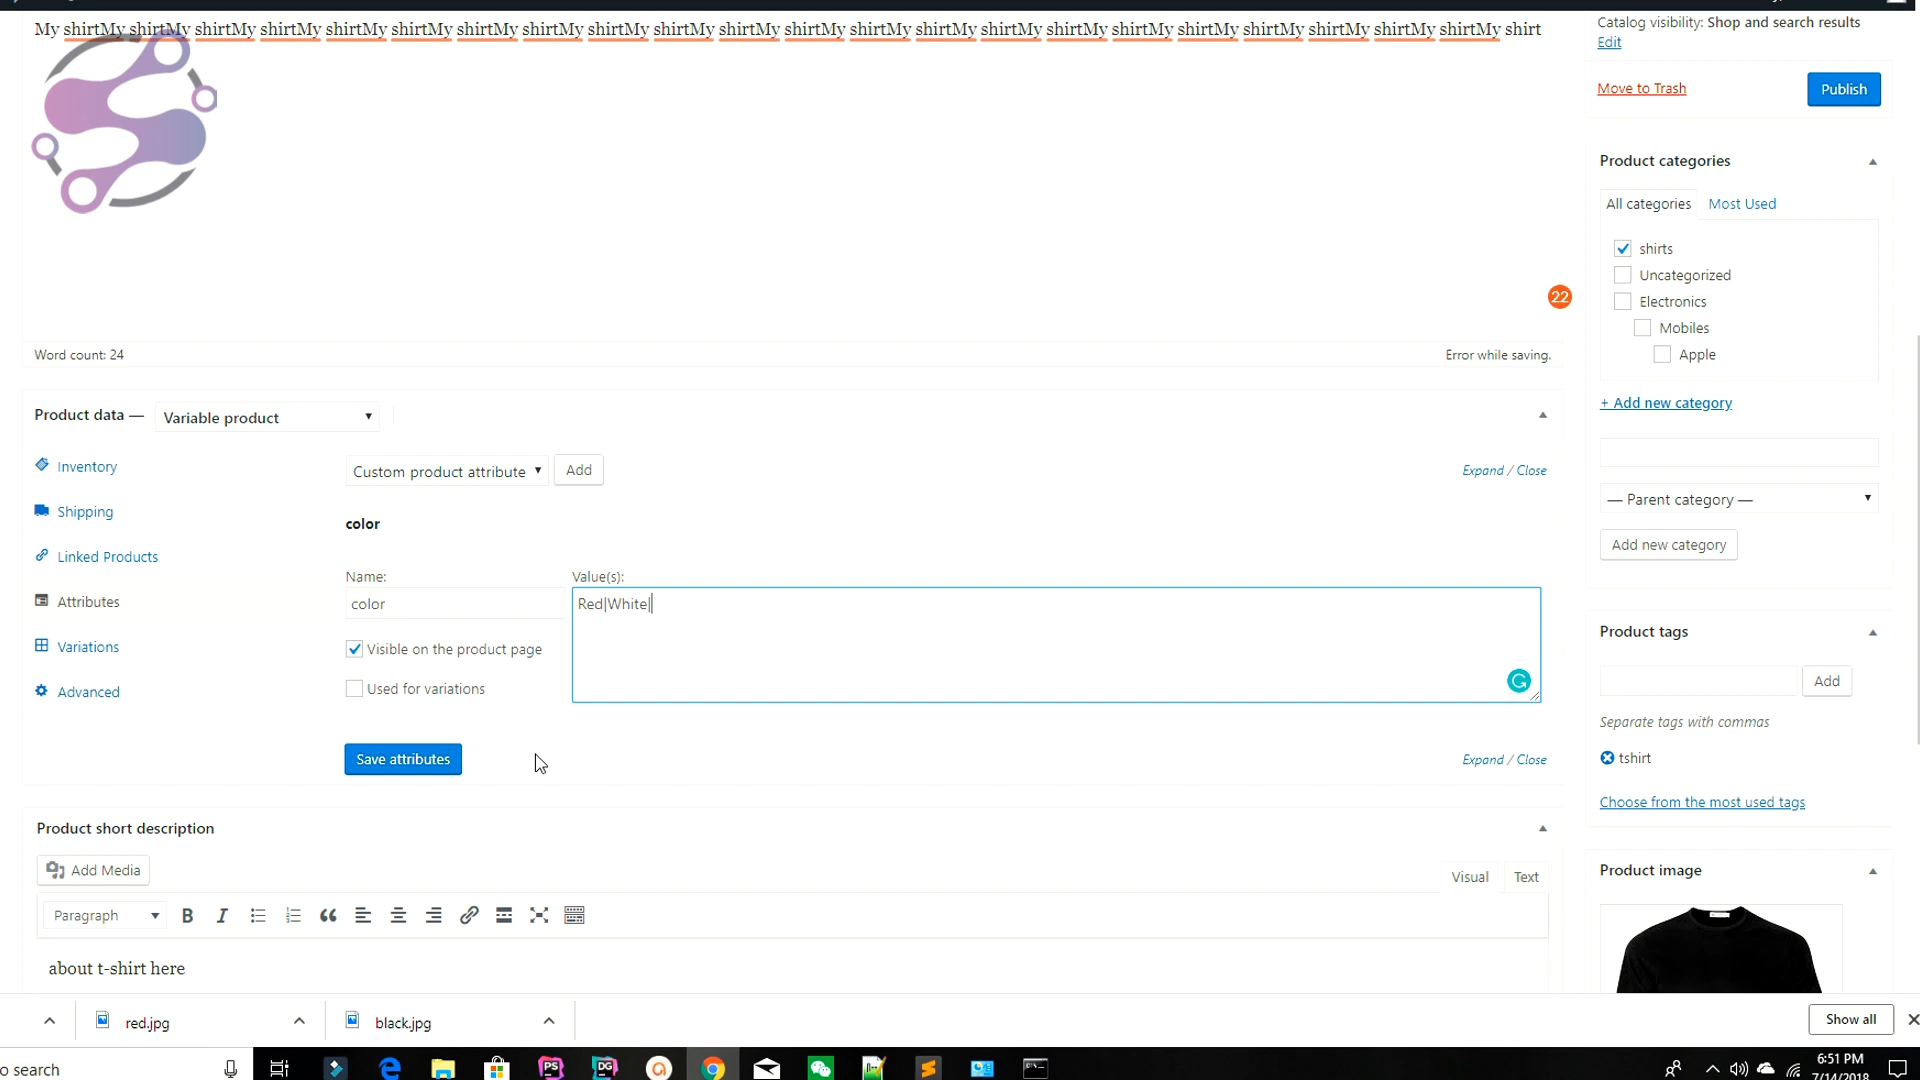 My shirtMy shirtMy shirtMy shirtMy shirtMy shirtMy shirtMy shirtMy shirtMy shirtMy shirtMy shirtMy shirtMy shirtMy shirtMy shirtMy shirtMy shirtMy shirtMy shirtMy shirtMy shirtMy shirt
22
Word count: 24
Error while saving.
Product data —
Variable product
Inventory
Shipping
Linked Products
Attributes
Variations
Advanced
Custom product attribute
Add
Expand / Close
color
Name:
Value(s):
color
Red|White|
Visible on the product page
Used for variations
Save attributes
Expand / Close
Product short description
Add Media
Visual
Text
Paragraph
about t-shirt here
Catalog visibility: Shop and search results
Edit
Move to Trash
Publish
Product categories
All categories
Most Used
shirts
Uncategorized
Electronics
Mobiles
Apple
+ Add new category
— Parent category —
Add new category
Product tags
Add
Separate tags with commas
tshirt
Choose from the most used tags
Product image
red.jpg
black.jpg
Show all
o search
PS
DG
6:51 PM
7/14/2018